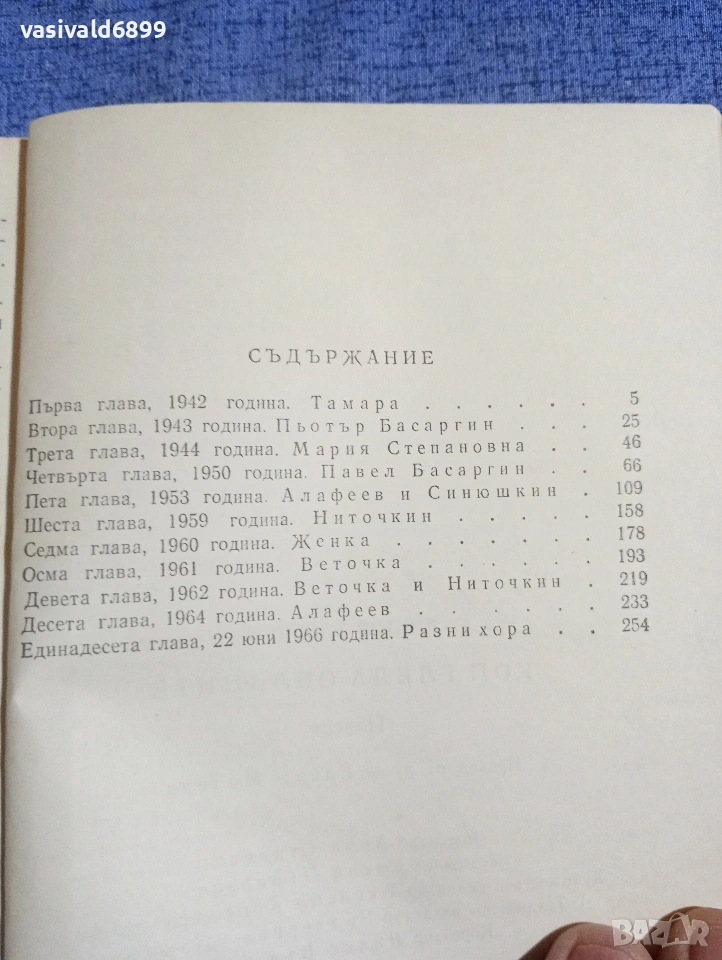 vasivald6899
СЪДЪРЖАНИЕ
Първа глава, 1942 година. Тамара . . . . . . 5
Втора глава, 1943 година. Пьотър Басаргин . . . 25
Трета глава, 1944 година. Мария Степановна . . 46
Четвърта глава, 1950 година. Павел Басаргин . . 66
Пета глава, 1953 година. Алафеев и Синюшкин . 109
Шеста глава, 1959 година. Ниточкин . . . . . 158
Седма глава, 1960 година. Женка . . . . . . . 178
Осма глава, 1961 година. Веточка . . . . . . 193
Девета глава, 1962 година. Веточка и Ниточкин . 219
Десета глава, 1964 година. Алафеев . . . . . 233
Единадесета глава, 22 юни 1966 година. Разни хора . . 254
BAZAR